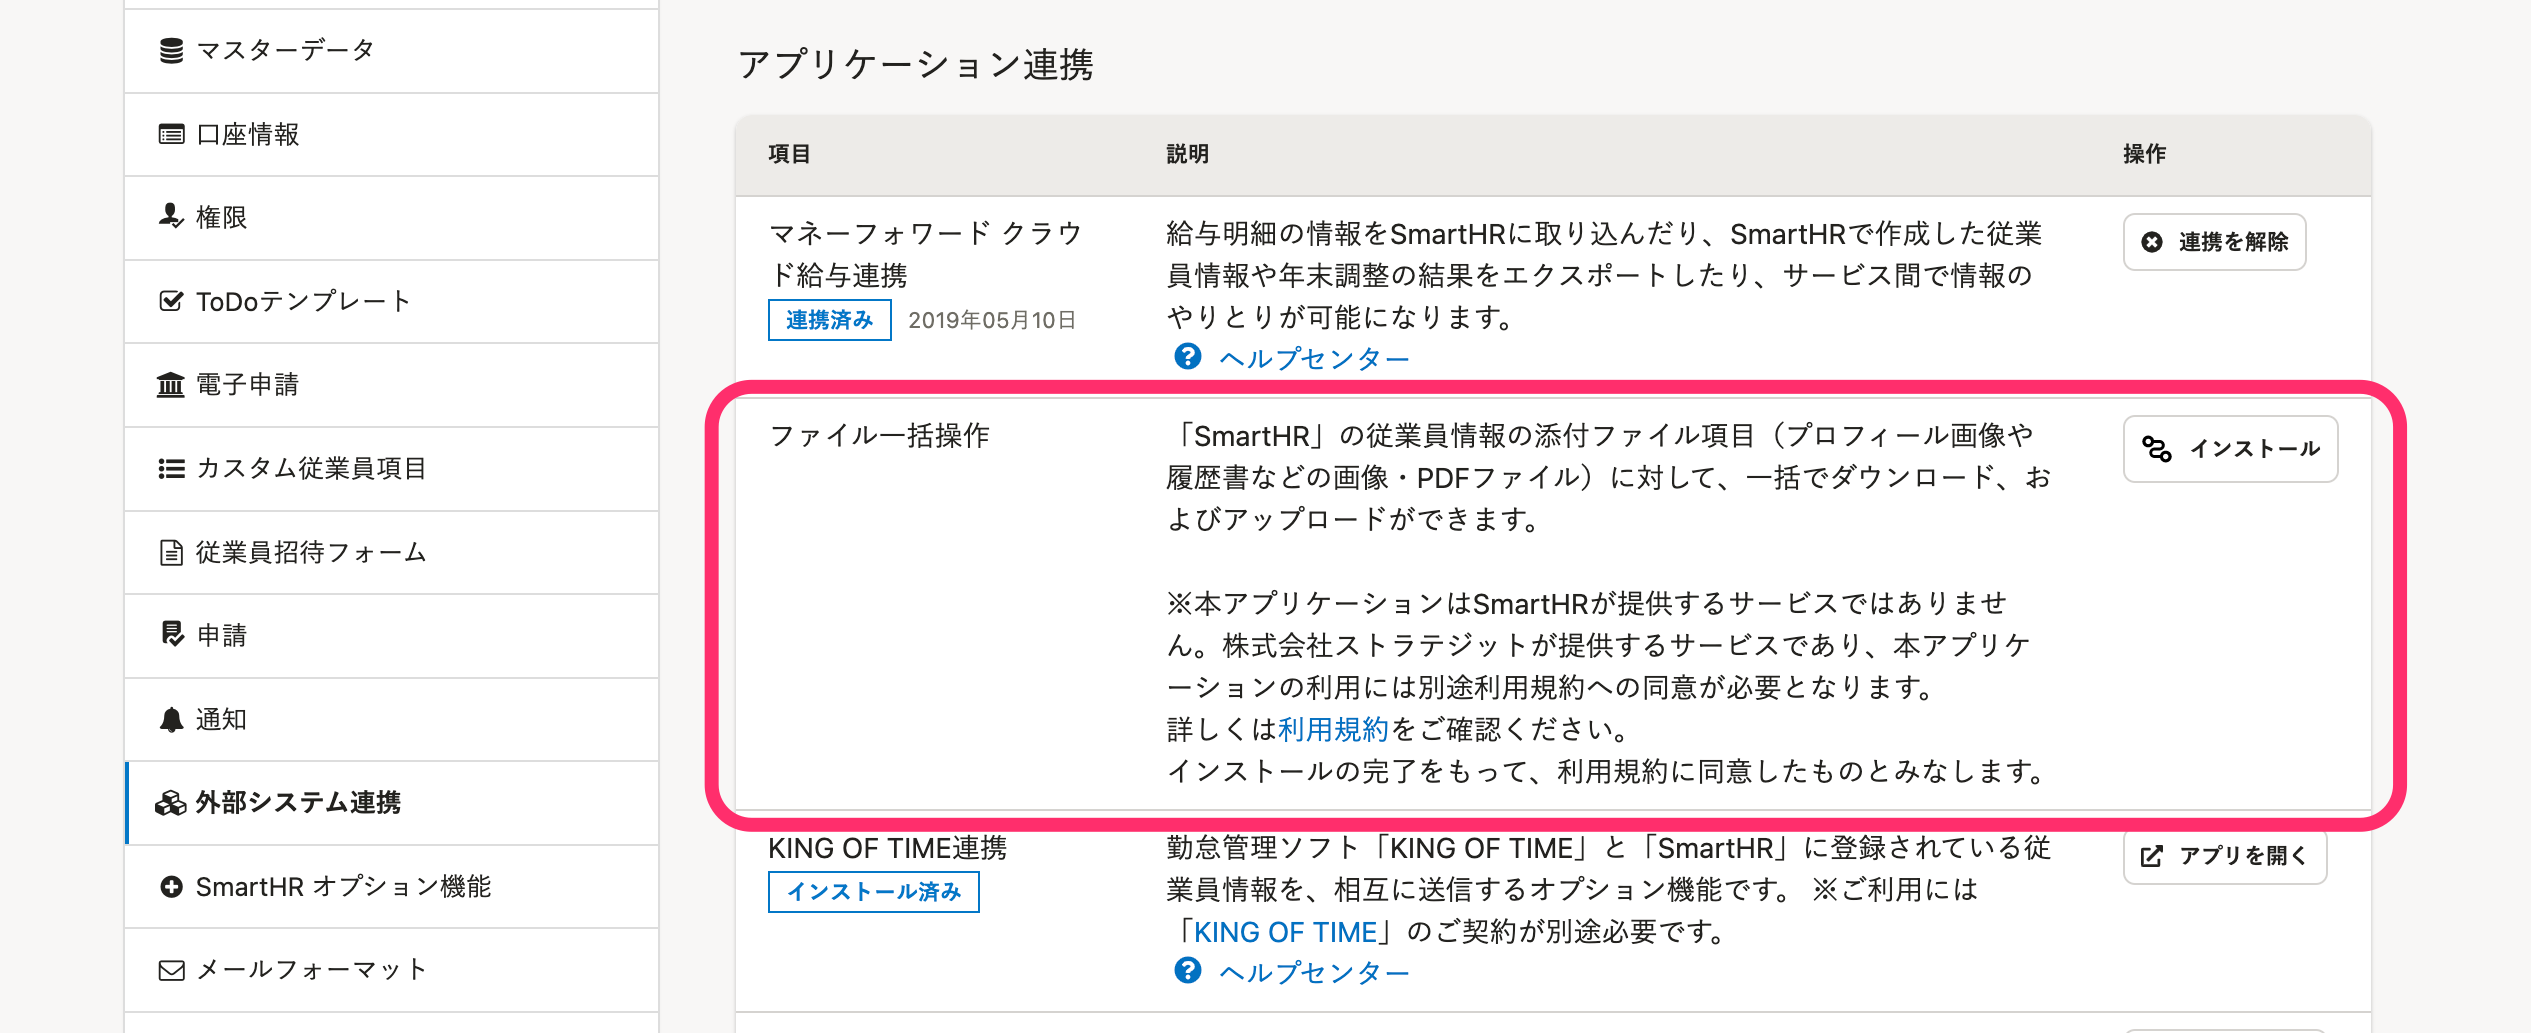 マスターデータ
口座情報
権限
ToDoテンプレート
電子申請
カスタム従業員項目
従業員招待フォーム
申請
通知
外部システム連携
SmartHR オプション機能
メールフォーマット
アプリケーション連携
項目
説明
操作
マネーフォワード クラウ
ド給与連携
連携済み 2019年05月10日
給与明細の情報をSmartHRに取り込んだり、SmartHRで作成した従業
員情報や年末調整の結果をエクスポートしたり、サービス間で情報の
やりとりが可能になります。
ヘルプセンター
連携を解除
ファイル一括操作
「SmartHR」の従業員情報の添付ファイル項目（プロフィール画像や
履歴書などの画像・PDFファイル）に対して、一括でダウンロード、お
よびアップロードができます。
※本アプリケーションはSmartHRが提供するサービスではありませ
ん。株式会社ストラテジットが提供するサービスであり、本アプリケ
ーションの利用には別途利用規約への同意が必要となります。
詳しくは利用規約をご確認ください。
インストールの完了をもって、利用規約に同意したものとみなします。
インストール
KING OF TIME連携
インストール済み
勤怠管理ソフト「KING OF TIME」と「SmartHR」に登録されている従
業員情報を、相互に送信するオプション機能です。 ※ご利用には
「KING OF TIME」のご契約が別途必要です。
ヘルプセンター
アプリを開く